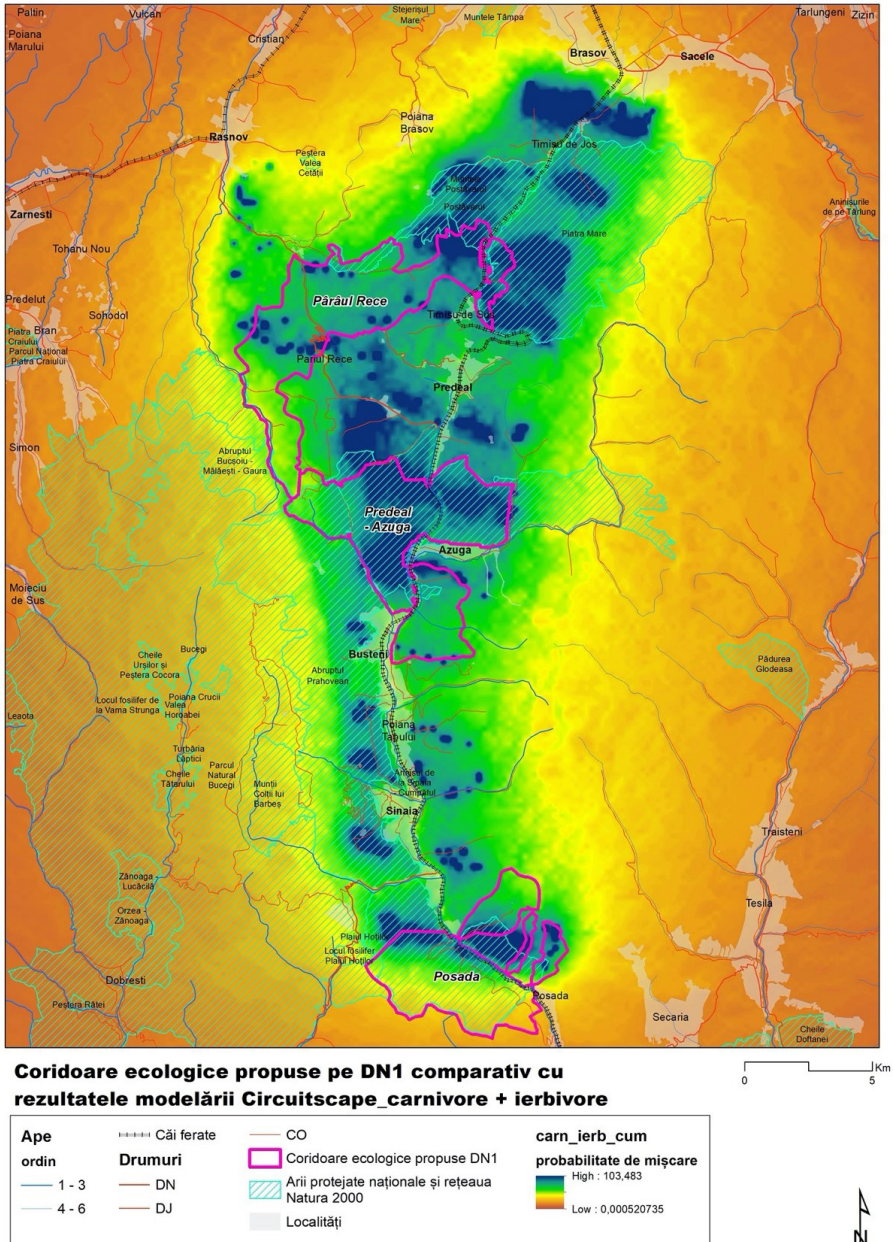 Paltin
Vulcan
Stejerișul
Mare
Muntele Tâmpa
Tarlungeni
Zizin
Poiana
Marului
Cristian
Brasov
Sacele
Poiana
Brasov
Rasnov
Timisu de Jos
Peștera
Valea
Cetății
Postăvarul
Zarnesti
Aninișurile
de pe Tărlung
Piatra Mare
Tohanu Nou
Predelut
Pârâul Rece
Sohodol
Timisu de Sus
Piatra
Craiului
Bran
Parcul Național
Piatra Craiului
Pariul Rece
Predeal
Simon
Abruptul
Bucșoiu -
Mălăești - Gaura
Predeal
- Azuga
Azuga
Moieciu
de Sus
Busteni
Cheile
Urșilor și
Peștera Cocora
Bucegi
Pădurea
Glodeasa
Abruptul
Prahovean
Locul fosilifer de
la Vama Strunga
Poiana Crucii
Valea
Horoabei
Leaota
Poiana
Tapului
Turbăria
Lăptici
Cheile
Tătarului
Parcul
Natural
Bucegi
Munții
Colții lui
Barbeș
Arinișul de
la Sinaia
- Cumpătul
Sinaia
Traisteni
Zănoaga -
Lucăcilă
Tesila
Orzea -
Zănoaga
Plaiul Hoților
Locul fosilifer
Plaiul Hoților
Dobresti
Posada
Posada
Peștera Rătei
Secaria
Cheile
Doftanei
Coridoare ecologice propuse pe DN1 comparativ cu
rezultatele modelării Circuitscape_carnivore + ierbivore
Km
0 5
Ape
ordin
1 - 3
4 - 6
Căi ferate
Drumuri
DN
DJ
CO
Coridoare ecologice propuse DN1
Arii protejate naționale și rețeaua
Natura 2000
Localități
carn_ierb_cum
probabilitate de mișcare
High : 103,483
Low : 0,000520735
N